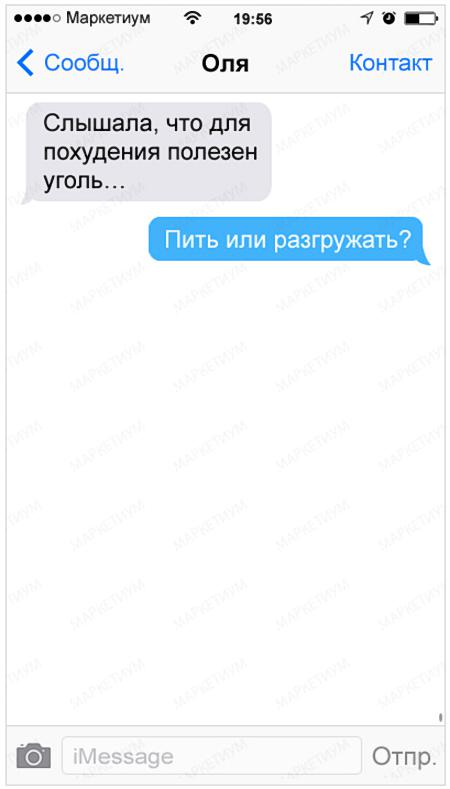 Маркетиум 19:56
Сообщ. Оля Контакт
Слышала, что для
похудения полезен
уголь...
Пить или разгружать?
iMessage Отпр.
МАРКЕТИУМ